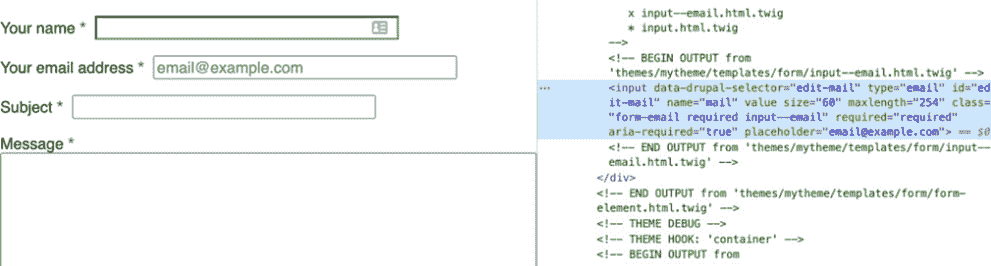 Your name *
Your email address * email@example.com
Subject *
Message *
x input--email.html.twig
* input.html.twig
-->
<!-- BEGIN OUTPUT from
'themes/mytheme/templates/form/input--email.html.twig' -->
<input data-drupal-selector="edit-mail" type="email" id="ed
it-mail" name="mail" value size="60" maxlength="254" class=
"form-email required input--email" required="required"
aria-required="true" placeholder="email@example.com"> == $0
<!-- END OUTPUT from 'themes/mytheme/templates/form/input--
email.html.twig' -->
</div>
<!-- END OUTPUT from 'themes/mytheme/templates/form/form-
element.html.twig' -->
<!-- THEME DEBUG -->
<!-- THEME HOOK: 'container' -->
<!-- BEGIN OUTPUT from